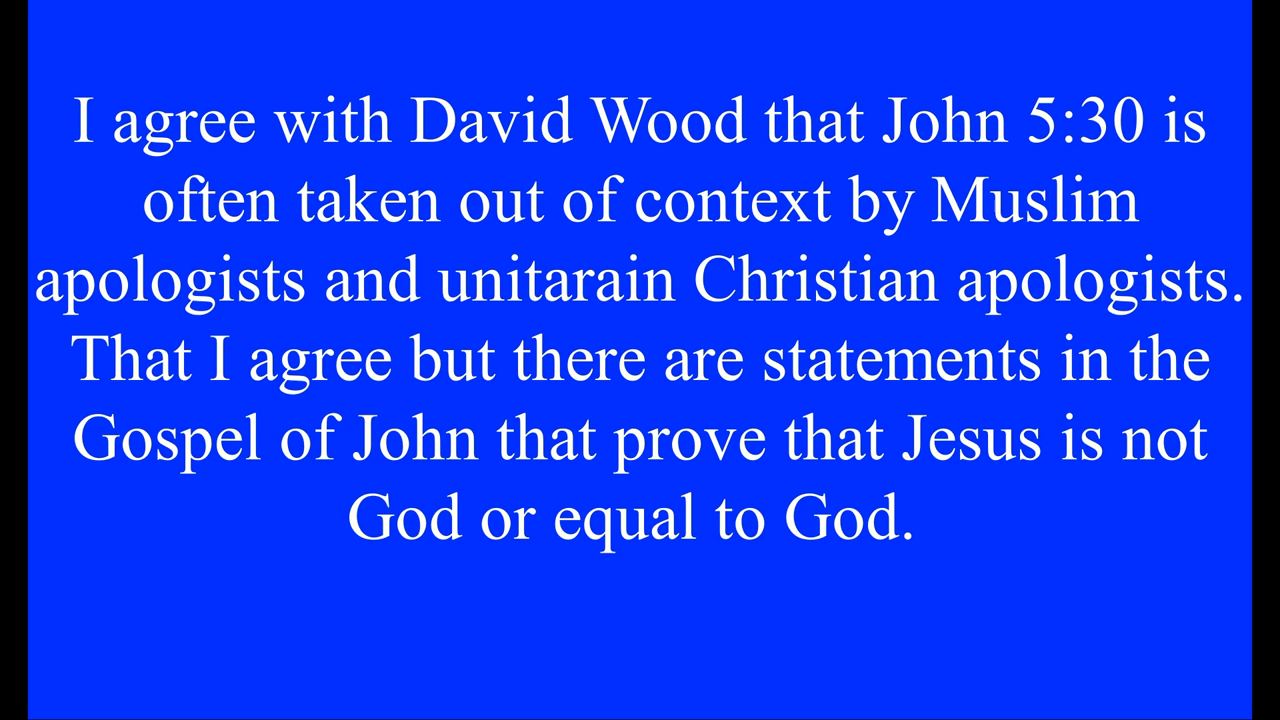 I agree with David Wood that John 5:30 is
often taken out of context by Muslim
apologists and unitarain Christian apologists.
That I agree but there are statements in the
Gospel of John that prove that Jesus is not
God or equal to God.